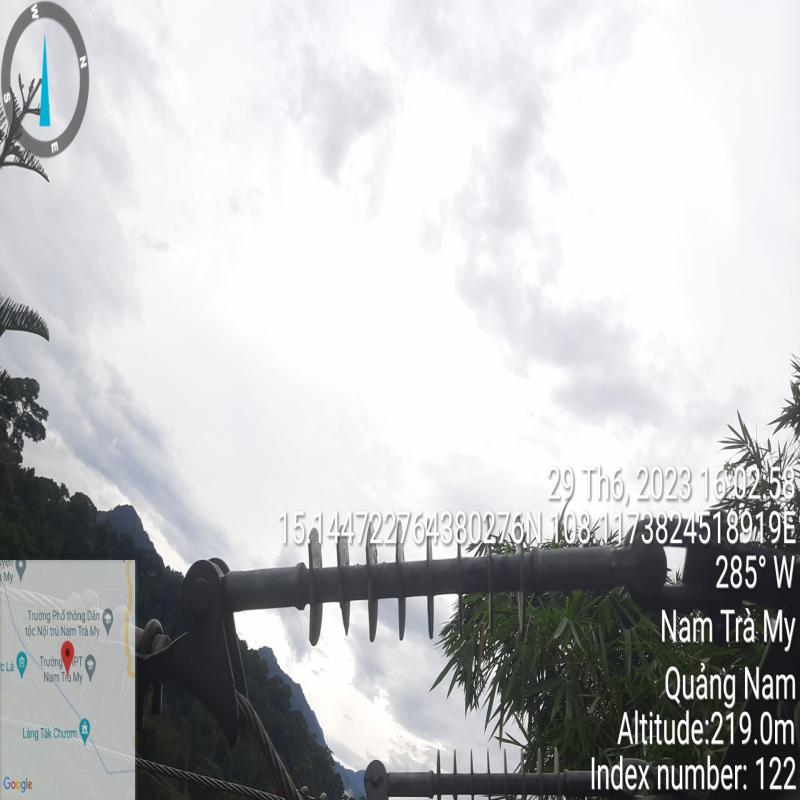 W
N
S
E
29 Th6, 2023 16:02:58
15.144722764380276N 108.1173824518919E
285° W
Nam Trà My
Quảng Nam
Altitude:219.0m
Index number: 122
My
Trường Phổ thông Dân
tộc Nội trú Nam Trà My
Nam Trà My
Làng Tăk Chươm
Google